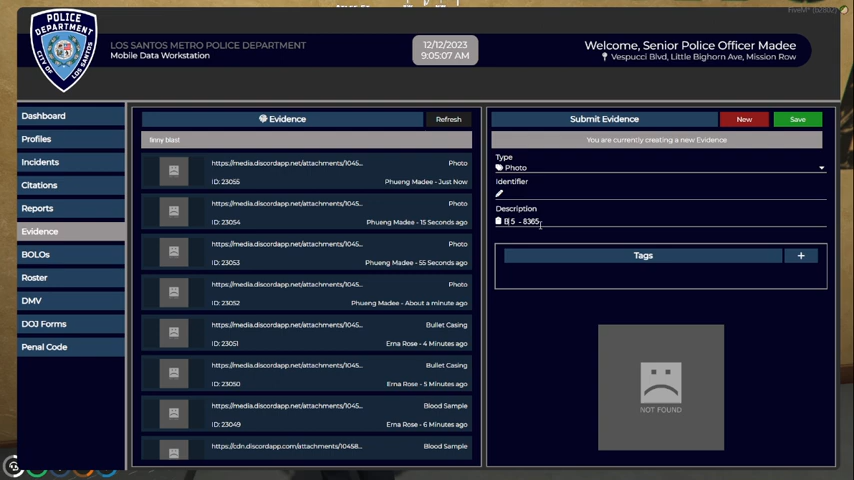 FiveM® (b2802)
POLICE
DEPARTMENT
CITY OF
LOS SANTOS
LOS SANTOS METRO POLICE DEPARTMENT
Mobile Data Workstation
12/12/2023
9:05:07 AM
Welcome, Senior Police Officer Madee
Vespucci Blvd, Little Bighorn Ave, Mission Row
Dashboard
Profiles
Incidents
Citations
Reports
Evidence
BOLOs
Roster
DMV
DOJ Forms
Penal Code
Evidence
Refresh
finny blast
https://media.discordapp.net/attachments/1045... Photo
ID: 23055 Phueng Madee - Just Now
https://media.discordapp.net/attachments/1045... Photo
ID: 23054 Phueng Madee - 15 Seconds ago
https://media.discordapp.net/attachments/1045... Photo
ID: 23053 Phueng Madee - 55 Seconds ago
https://media.discordapp.net/attachments/1045... Photo
ID: 23052 Phueng Madee - About a minute ago
https://media.discordapp.net/attachments/1045... Bullet Casing
ID: 23051 Erna Rose - 4 Minutes ago
https://media.discordapp.net/attachments/1045... Bullet Casing
ID: 23050 Erna Rose - 5 Minutes ago
https://media.discordapp.net/attachments/1045... Blood Sample
ID: 23049 Erna Rose - 6 Minutes ago
https://cdn.discordapp.com/attachments/10458... Blood Sample
Submit Evidence
New
Save
You are currently creating a new Evidence
Type
Photo
Identifier
Description
B 5 - 8365
Tags
+
NOT FOUND